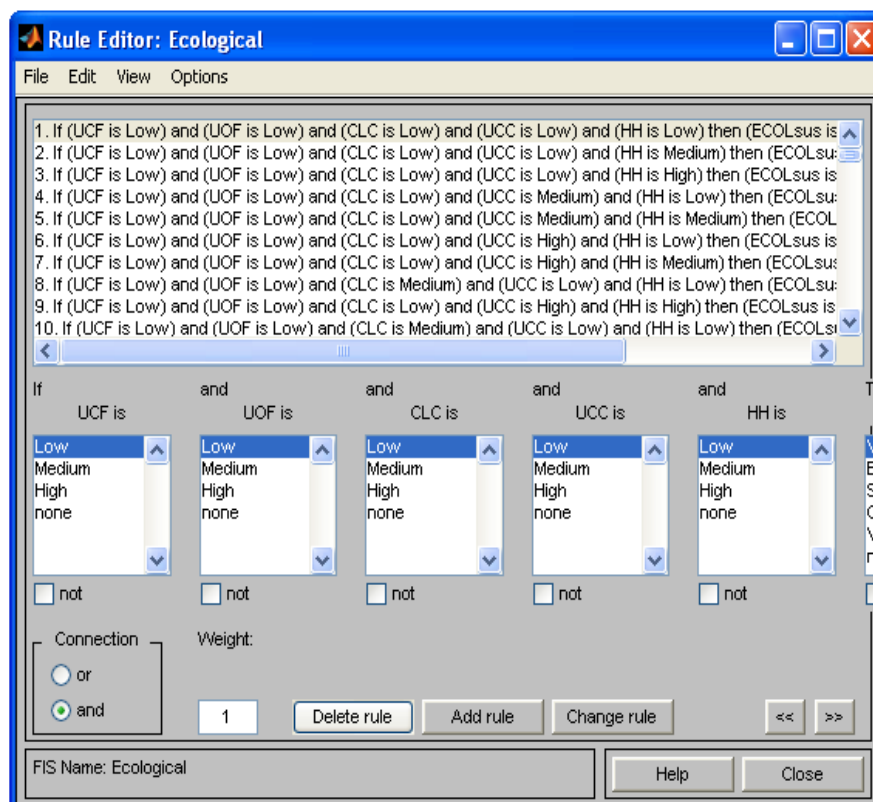 Rule Editor: Ecological
File Edit View Options
1. If (UCF is Low) and (UOF is Low) and (CLC is Low) and (UCC is Low) and (HH is Low) then (ECOLsus is
2. If (UCF is Low) and (UOF is Low) and (CLC is Low) and (UCC is Low) and (HH is Medium) then (ECOLsu
3. If (UCF is Low) and (UOF is Low) and (CLC is Low) and (UCC is Low) and (HH is High) then (ECOLsus is
4. If (UCF is Low) and (UOF is Low) and (CLC is Low) and (UCC is Medium) and (HH is Low) then (ECOLsu
5. If (UCF is Low) and (UOF is Low) and (CLC is Low) and (UCC is Medium) and (HH is Medium) then (ECOL
6. If (UCF is Low) and (UOF is Low) and (CLC is Low) and (UCC is High) and (HH is Low) then (ECOLsus is
7. If (UCF is Low) and (UOF is Low) and (CLC is Low) and (UCC is High) and (HH is Medium) then (ECOLsus
8. If (UCF is Low) and (UOF is Low) and (CLC is Medium) and (UCC is Low) and (HH is Low) then (ECOLsu
9. If (UCF is Low) and (UOF is Low) and (CLC is Low) and (UCC is High) and (HH is High) then (ECOLsus is
10. If (UCF is Low) and (UOF is Low) and (CLC is Medium) and (UCC is Low) and (HH is Low) then (ECOLs
If and and and and
UCF is UOF is CLC is UCC is HH is
Low Low Low Low Low
Medium Medium Medium Medium Medium
High High High High High
none none none none none
not not not not not
Connection Weight:
or
and 1 Delete rule Add rule Change rule << >>
FIS Name: Ecological Help Close